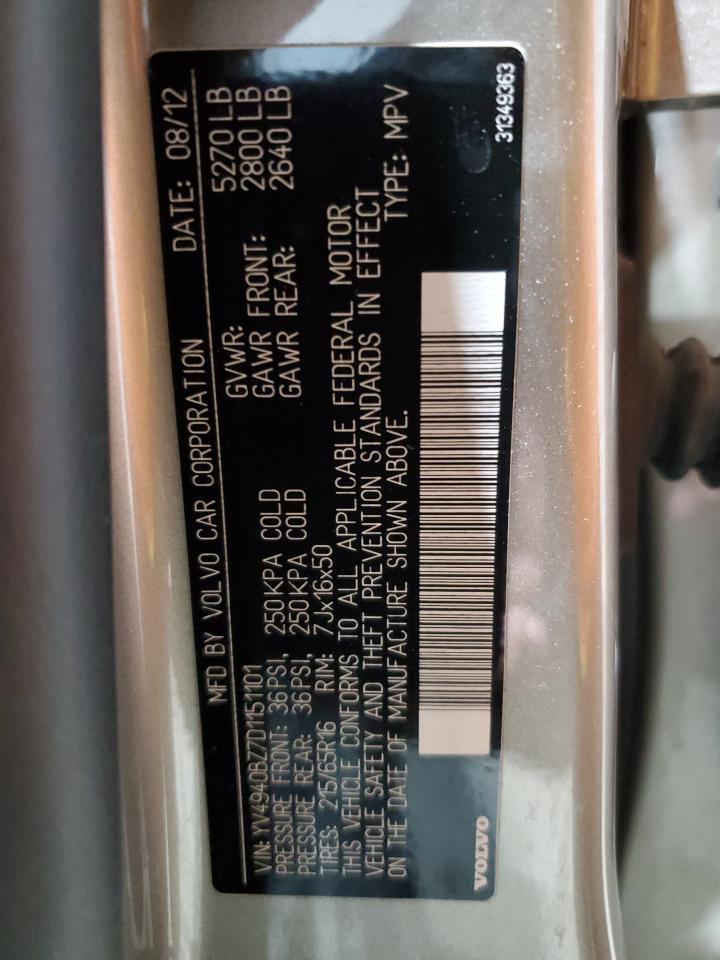 MFD BY VOLVO CAR CORPORATION DATE: 08/12
VIN: YV4940BZ7D1151101 GVWR: 5270 LB
PRESSURE FRONT: 36PSI, 250KPA COLD GAWR FRONT: 2800 LB
PRESSURE REAR: 36PSI, 250KPA COLD GAWR REAR: 2640 LB
TIRES: 215/65R16 RIM: 7Jx16x50
THIS VEHICLE CONFORMS TO ALL APPLICABLE FEDERAL MOTOR
VEHICLE SAFETY AND THEFT PREVENTION STANDARDS IN EFFECT
ON THE DATE OF MANUFACTURE SHOWN ABOVE. TYPE: MPV
VOLVO
31349363